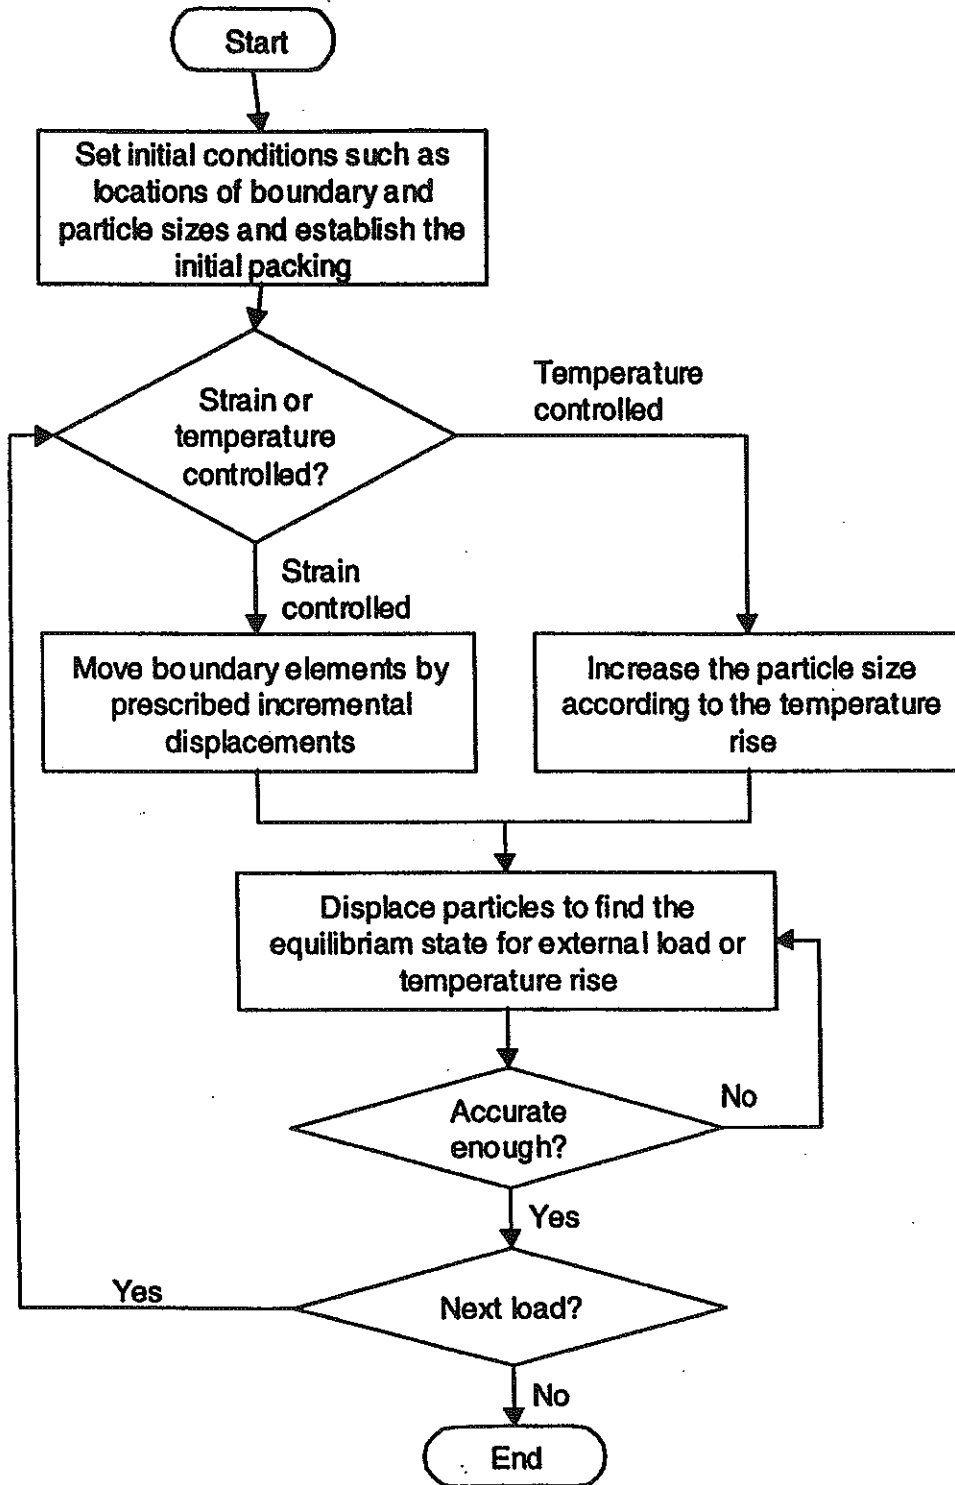 Start
Set initial conditions such as
locations of boundary and
particle sizes and establish the
initial packing
Strain or
temperature
controlled?
Temperature
controlled
Strain
controlled
Move boundary elements by
prescribed incremental
displacements
Increase the particle size
according to the temperature
rise
Displace particles to find the
equilibriam state for external load or
temperature rise
Accurate
enough?
No
Yes
Next load?
Yes
No
End